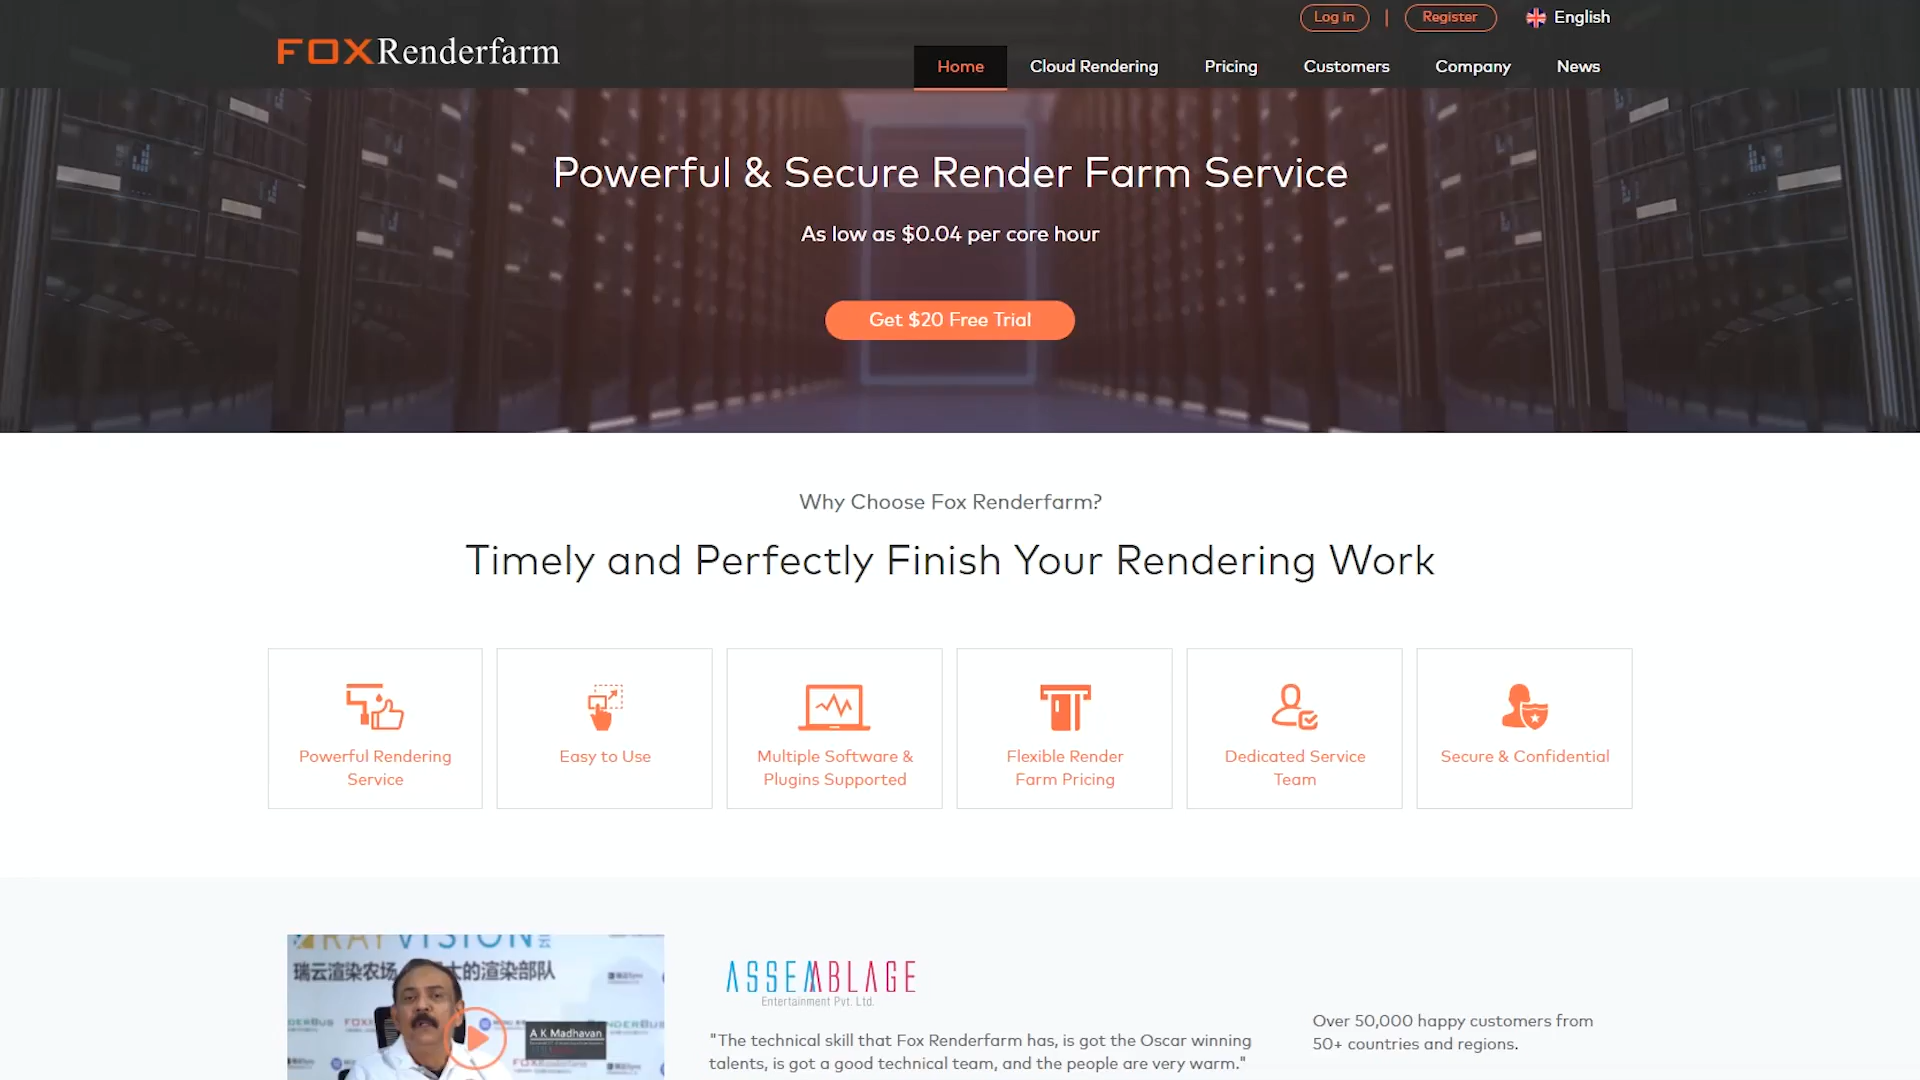 Log in | Register English
FOXRenderfarm
Home Cloud Rendering Pricing Customers Company News
Powerful & Secure Render Farm Service
As low as $0.04 per core hour
Get $20 Free Trial
Why Choose Fox Renderfarm?
Timely and Perfectly Finish Your Rendering Work
Powerful Rendering
Service
Easy to Use
Multiple Software &
Plugins Supported
Flexible Render
Farm Pricing
Dedicated Service
Team
Secure & Confidential
RAYVISION
瑞云渲染农场
大的渲染部队
A K Madhavan
ASSEMBLAGE
Entertainment Pvt. Ltd.
"The technical skill that Fox Renderfarm has, is got the Oscar winning
talents, is got a good technical team, and the people are very warm."
Over 50,000 happy customers from
50+ countries and regions.